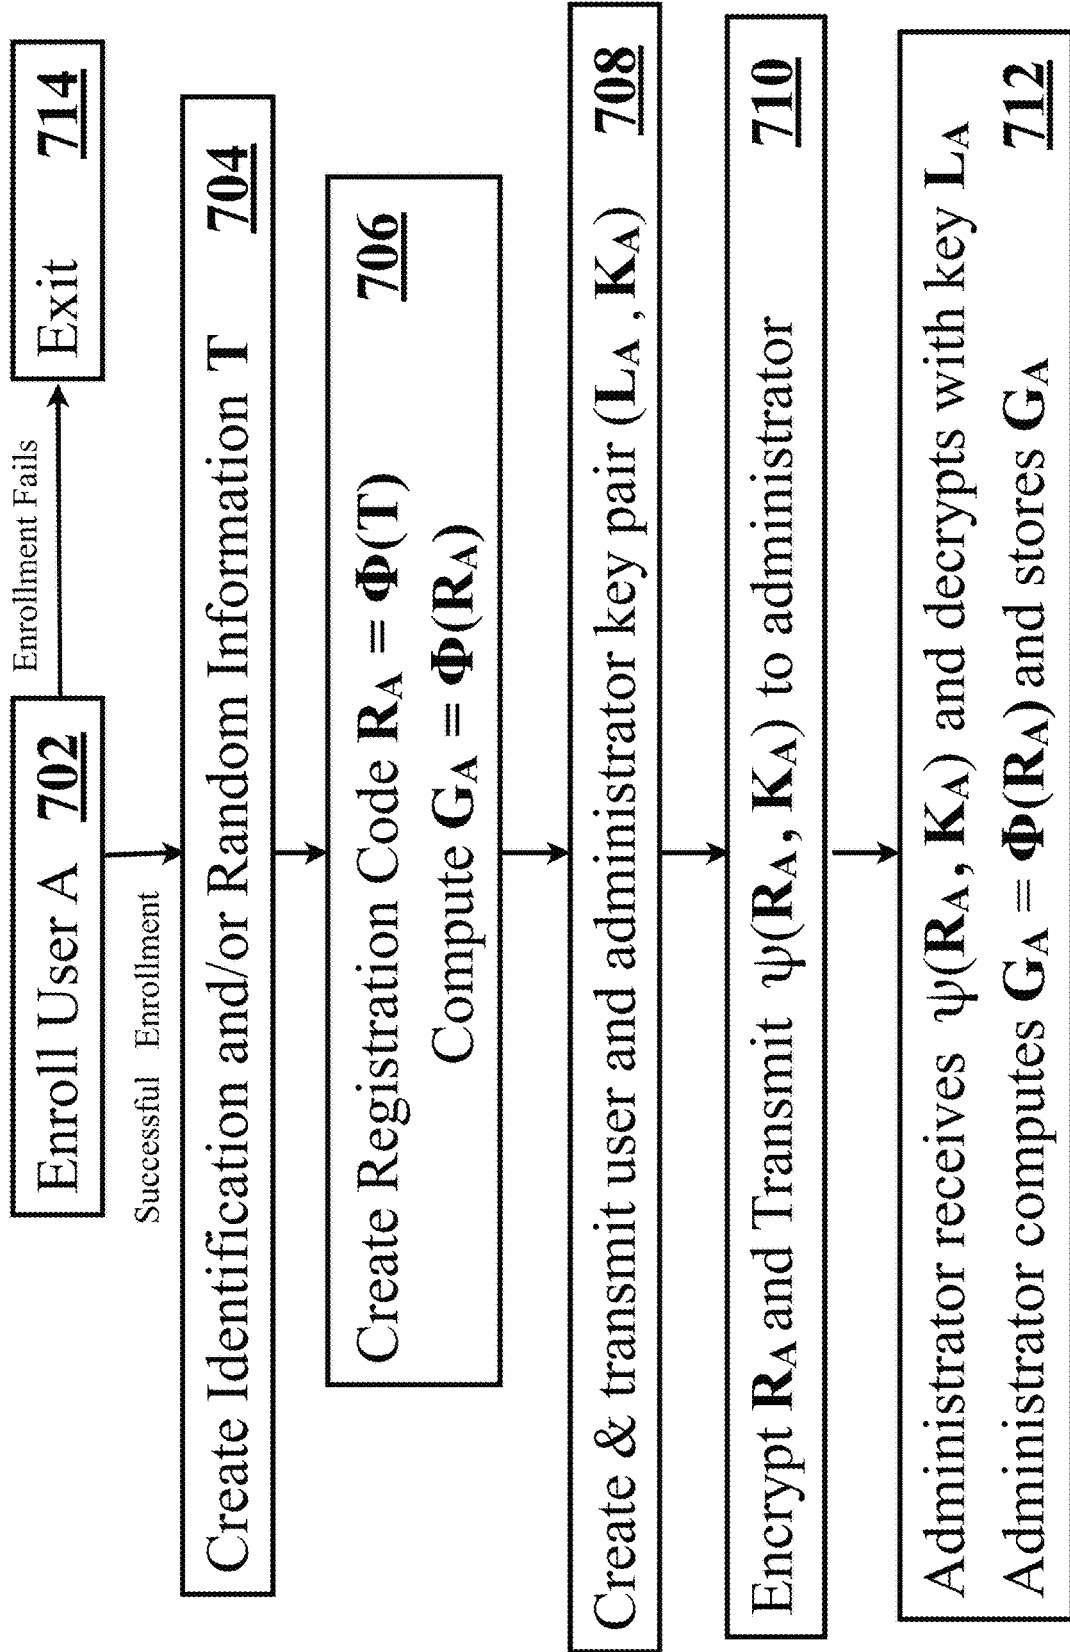 Enroll User A 702
Enrollment Fails
Exit 714
Successful Enrollment
Create Identification and/or Random Information T 704
Create Registration Code R_A = Φ(T) 706
Compute G_A = Φ(R_A)
Create & transmit user and administrator key pair (L_A , K_A) 708
Encrypt R_A and Transmit ψ(R_A, K_A) to administrator 710
Administrator receives ψ(R_A, K_A) and decrypts with key L_A
Administrator computes G_A = Φ(R_A) and stores G_A 712